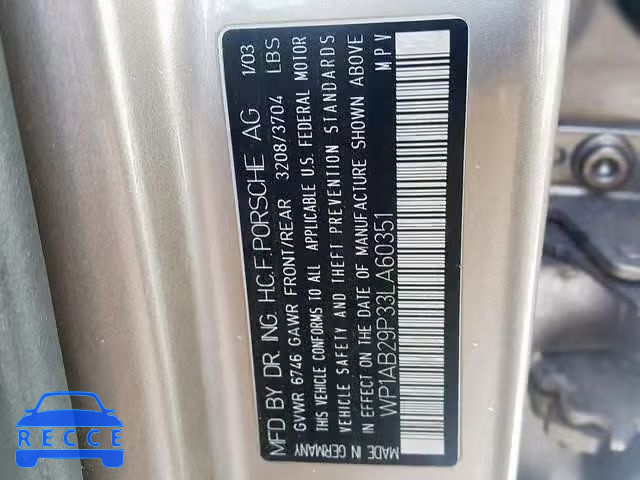 MFD BY DR. ING. H.C.F. PORSCHE AG 1/03
GVWR 6746 GAWR FRONT/REAR 3208/3704 LBS
THIS VEHICLE CONFORMS TO ALL APPLICABLE U.S. FEDERAL MOTOR
VEHICLE SAFETY AND THEFT PREVENTION STANDARDS
IN EFFECT ON THE DATE OF MANUFACTURE SHOWN ABOVE
WP1AB29P33LA60351 MPV
MADE IN GERMANY
RECCE